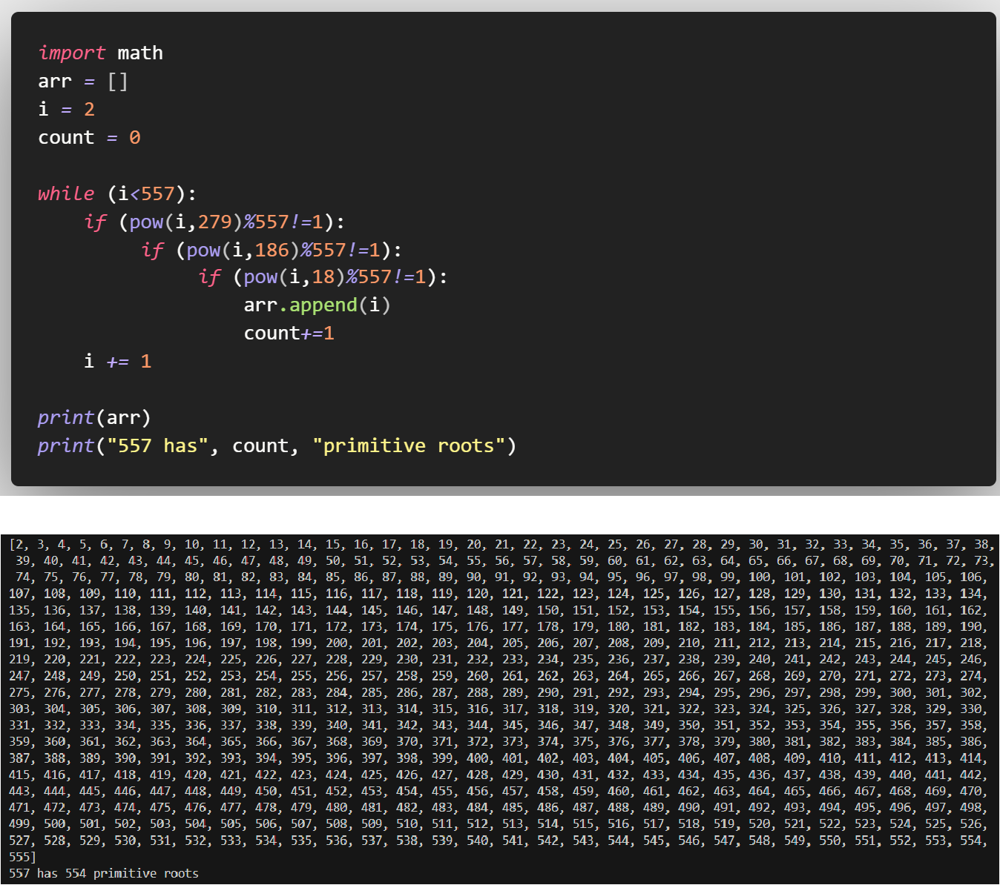 import math
arr = []
i = 2
count = 0
while (i<557):
    if (pow(i,279)%557!=1):
         if (pow(i,186)%557!=1):
              if (pow(i,18)%557!=1):
                  arr.append(i)
                  count+=1
    i += 1
print(arr)
print("557 has", count, "primitive roots")
[2, 3, 4, 5, 6, 7, 8, 9, 10, 11, 12, 13, 14, 15, 16, 17, 18, 19, 20, 21, 22, 23, 24, 25, 26, 27, 28, 29, 30, 31, 32, 33, 34, 35, 36, 37, 38,
39, 40, 41, 42, 43, 44, 45, 46, 47, 48, 49, 50, 51, 52, 53, 54, 55, 56, 57, 58, 59, 60, 61, 62, 63, 64, 65, 66, 67, 68, 69, 70, 71, 72, 73,
74, 75, 76, 77, 78, 79, 80, 81, 82, 83, 84, 85, 86, 87, 88, 89, 90, 91, 92, 93, 94, 95, 96, 97, 98, 99, 100, 101, 102, 103, 104, 105, 106,
107, 108, 109, 110, 111, 112, 113, 114, 115, 116, 117, 118, 119, 120, 121, 122, 123, 124, 125, 126, 127, 128, 129, 130, 131, 132, 133, 134,
135, 136, 137, 138, 139, 140, 141, 142, 143, 144, 145, 146, 147, 148, 149, 150, 151, 152, 153, 154, 155, 156, 157, 158, 159, 160, 161, 162,
163, 164, 165, 166, 167, 168, 169, 170, 171, 172, 173, 174, 175, 176, 177, 178, 179, 180, 181, 182, 183, 184, 185, 186, 187, 188, 189, 190,
191, 192, 193, 194, 195, 196, 197, 198, 199, 200, 201, 202, 203, 204, 205, 206, 207, 208, 209, 210, 211, 212, 213, 214, 215, 216, 217, 218,
219, 220, 221, 222, 223, 224, 225, 226, 227, 228, 229, 230, 231, 232, 233, 234, 235, 236, 237, 238, 239, 240, 241, 242, 243, 244, 245, 246,
247, 248, 249, 250, 251, 252, 253, 254, 255, 256, 257, 258, 259, 260, 261, 262, 263, 264, 265, 266, 267, 268, 269, 270, 271, 272, 273, 274,
275, 276, 277, 278, 279, 280, 281, 282, 283, 284, 285, 286, 287, 288, 289, 290, 291, 292, 293, 294, 295, 296, 297, 298, 299, 300, 301, 302,
303, 304, 305, 306, 307, 308, 309, 310, 311, 312, 313, 314, 315, 316, 317, 318, 319, 320, 321, 322, 323, 324, 325, 326, 327, 328, 329, 330,
331, 332, 333, 334, 335, 336, 337, 338, 339, 340, 341, 342, 343, 344, 345, 346, 347, 348, 349, 350, 351, 352, 353, 354, 355, 356, 357, 358,
359, 360, 361, 362, 363, 364, 365, 366, 367, 368, 369, 370, 371, 372, 373, 374, 375, 376, 377, 378, 379, 380, 381, 382, 383, 384, 385, 386,
387, 388, 389, 390, 391, 392, 393, 394, 395, 396, 397, 398, 399, 400, 401, 402, 403, 404, 405, 406, 407, 408, 409, 410, 411, 412, 413, 414,
415, 416, 417, 418, 419, 420, 421, 422, 423, 424, 425, 426, 427, 428, 429, 430, 431, 432, 433, 434, 435, 436, 437, 438, 439, 440, 441, 442,
443, 444, 445, 446, 447, 448, 449, 450, 451, 452, 453, 454, 455, 456, 457, 458, 459, 460, 461, 462, 463, 464, 465, 466, 467, 468, 469, 470,
471, 472, 473, 474, 475, 476, 477, 478, 479, 480, 481, 482, 483, 484, 485, 486, 487, 488, 489, 490, 491, 492, 493, 494, 495, 496, 497, 498,
499, 500, 501, 502, 503, 504, 505, 506, 507, 508, 509, 510, 511, 512, 513, 514, 515, 516, 517, 518, 519, 520, 521, 522, 523, 524, 525, 526,
527, 528, 529, 530, 531, 532, 533, 534, 535, 536, 537, 538, 539, 540, 541, 542, 543, 544, 545, 546, 547, 548, 549, 550, 551, 552, 553, 554,
555]
557 has 554 primitive roots